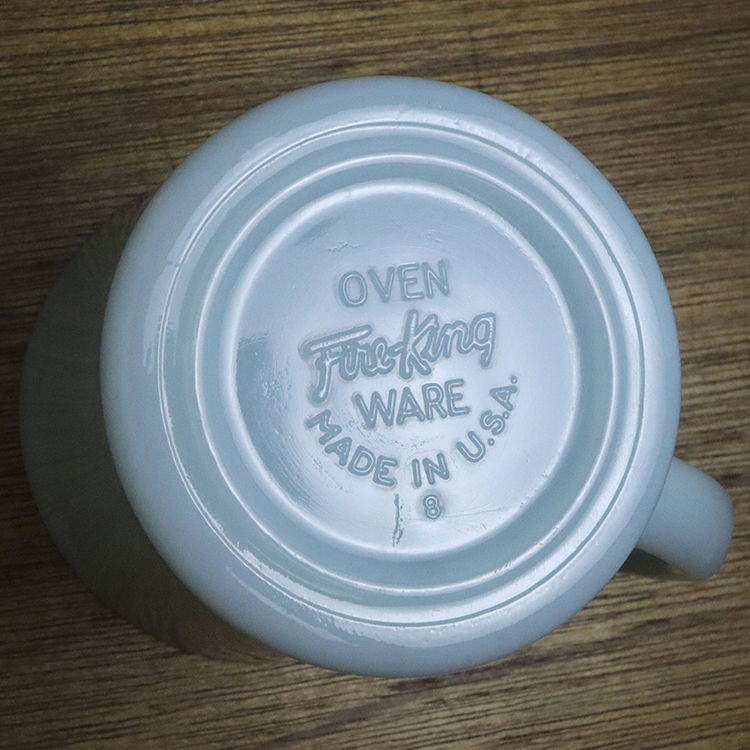 OVEN
Fire-King
WARE
MADE IN U.S.A.
8